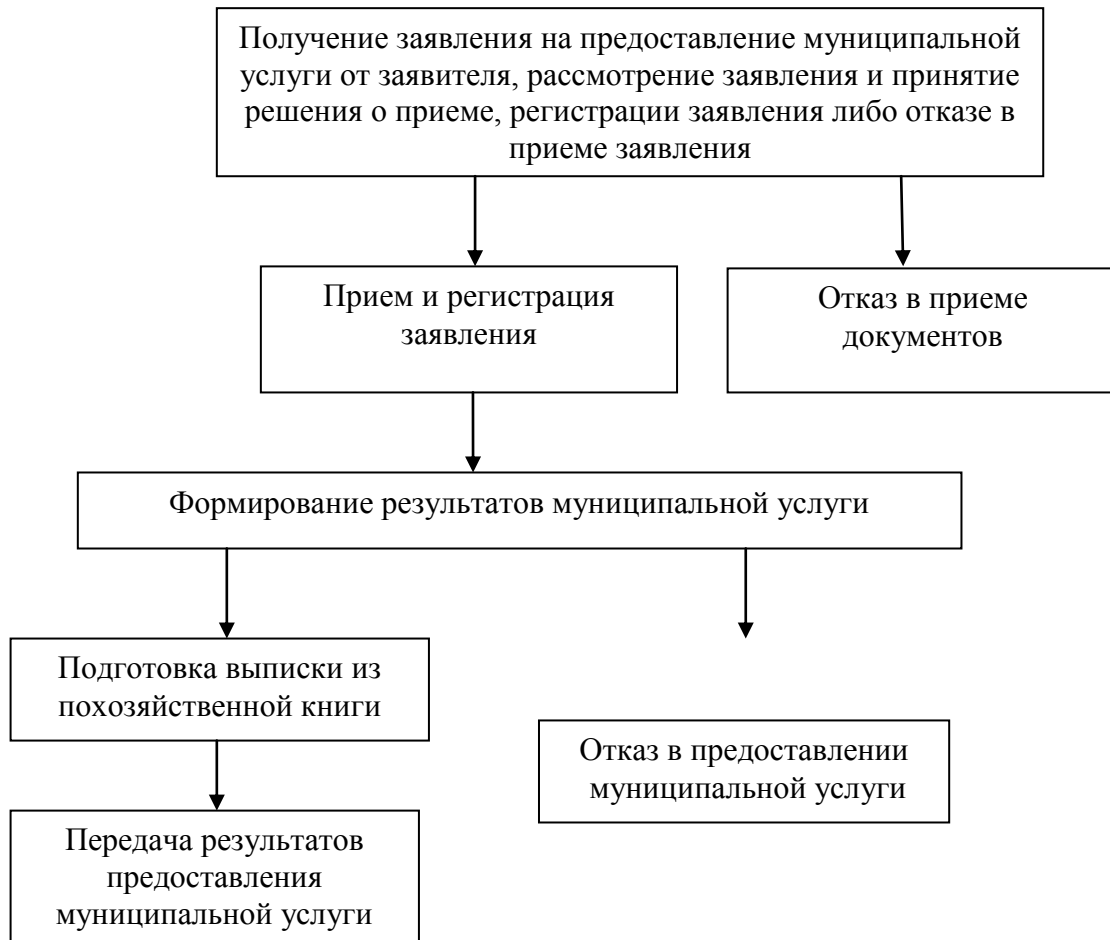 Получение заявления на предоставление муниципальной
услуги от заявителя, рассмотрение заявления и принятие
решения о приеме, регистрации заявления либо отказе в
приеме заявления
Прием и регистрация
заявления
Отказ в приеме
документов
Формирование результатов муниципальной услуги
Подготовка выписки из
похозяйственной книги
Отказ в предоставлении
муниципальной услуги
Передача результатов
предоставления
муниципальной услуги